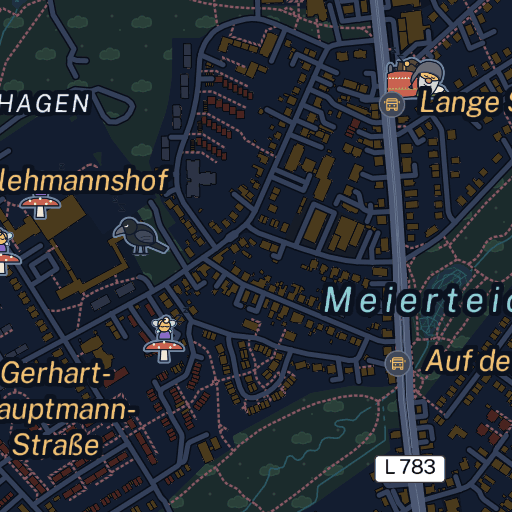 HAGEN
Lange S
lehmannshof
Meierteic
Auf de
Gerhart-
auptmann-
Straße
L 783